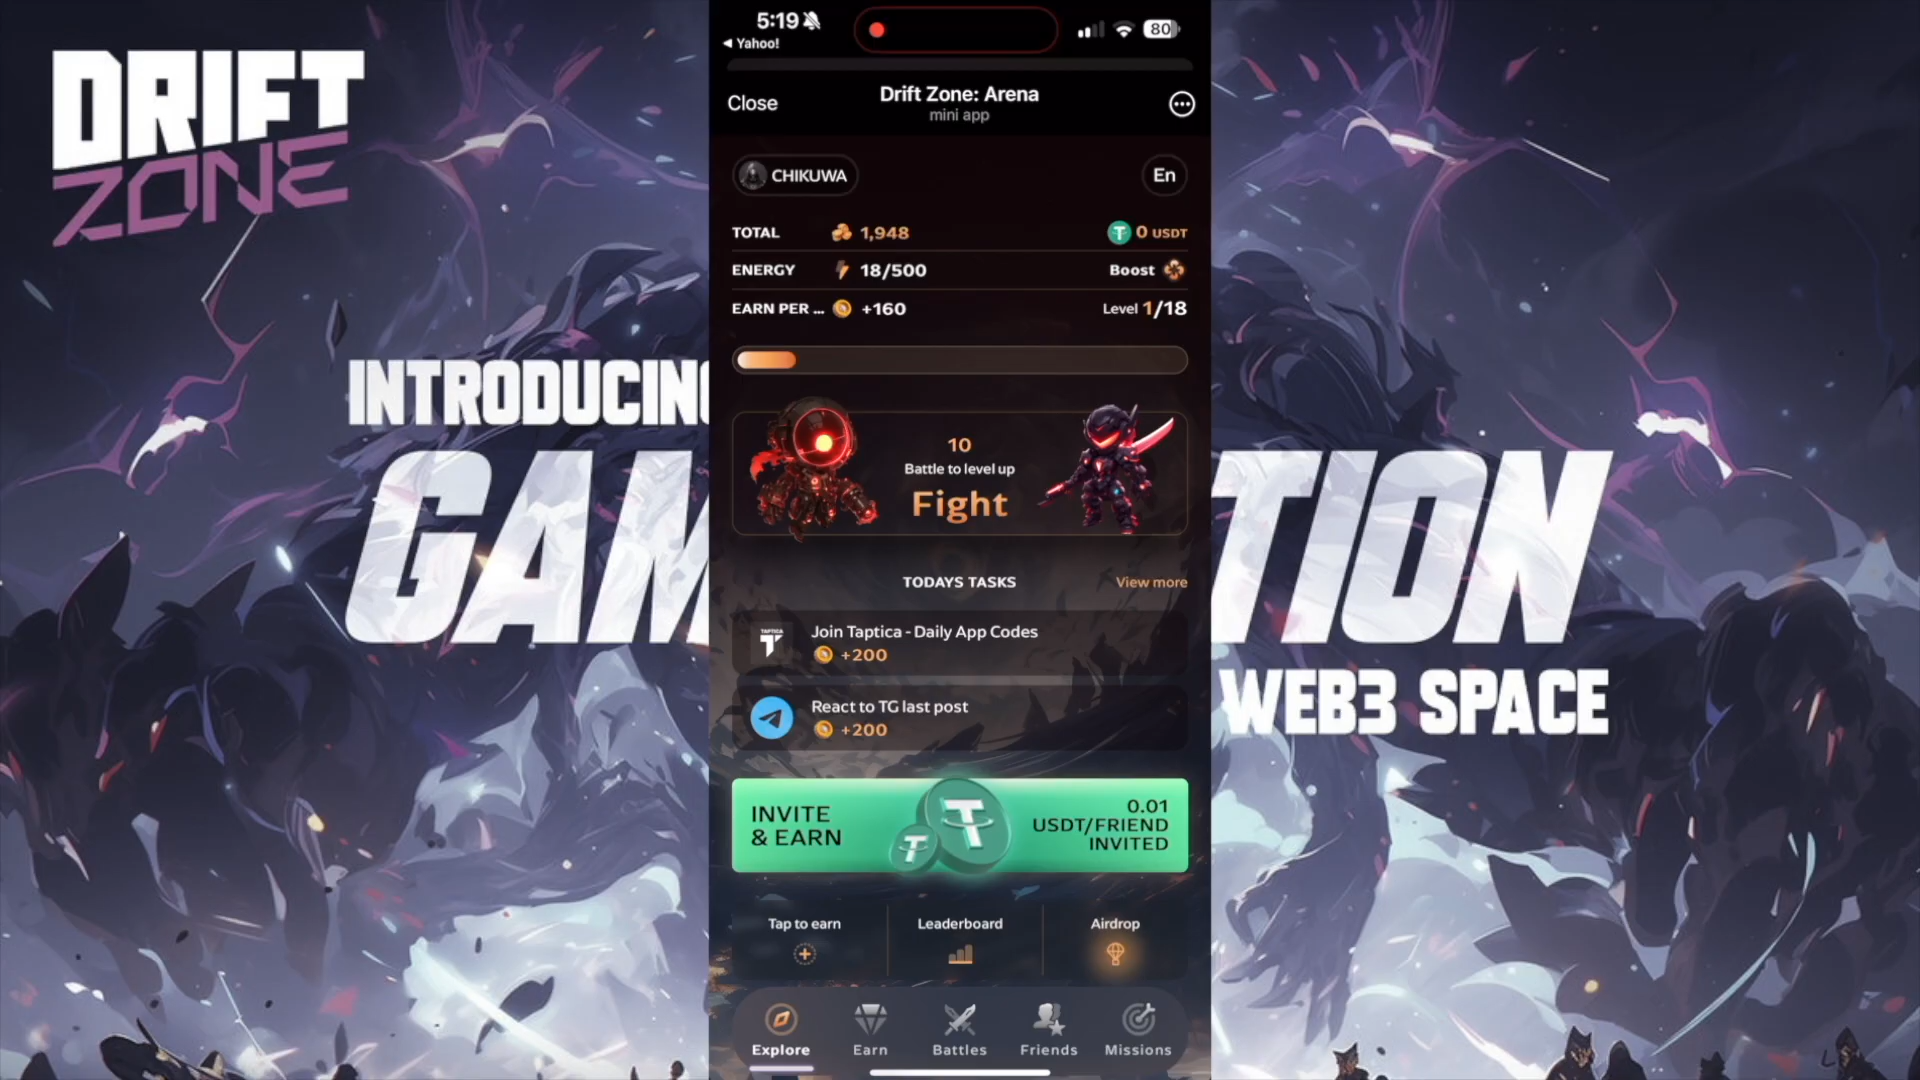 DRIFT
ZONE
INTRODUCING
GAM
TION
WEB3 SPACE
5:19
80
◀ Yahoo!
Close
Drift Zone: Arena
mini app
CHIKUWA
En
TOTAL 1,948 0 USDT
ENERGY 18/500 Boost
EARN PER ... +160 Level 1/18
10
Battle to level up
Fight
TODAYS TASKS View more
TAPTICA
Join Taptica - Daily App Codes
+200
React to TG last post
+200
INVITE
& EARN
0.01
USDT/FRIEND
INVITED
Tap to earn Leaderboard Airdrop
Explore Earn Battles Friends Missions